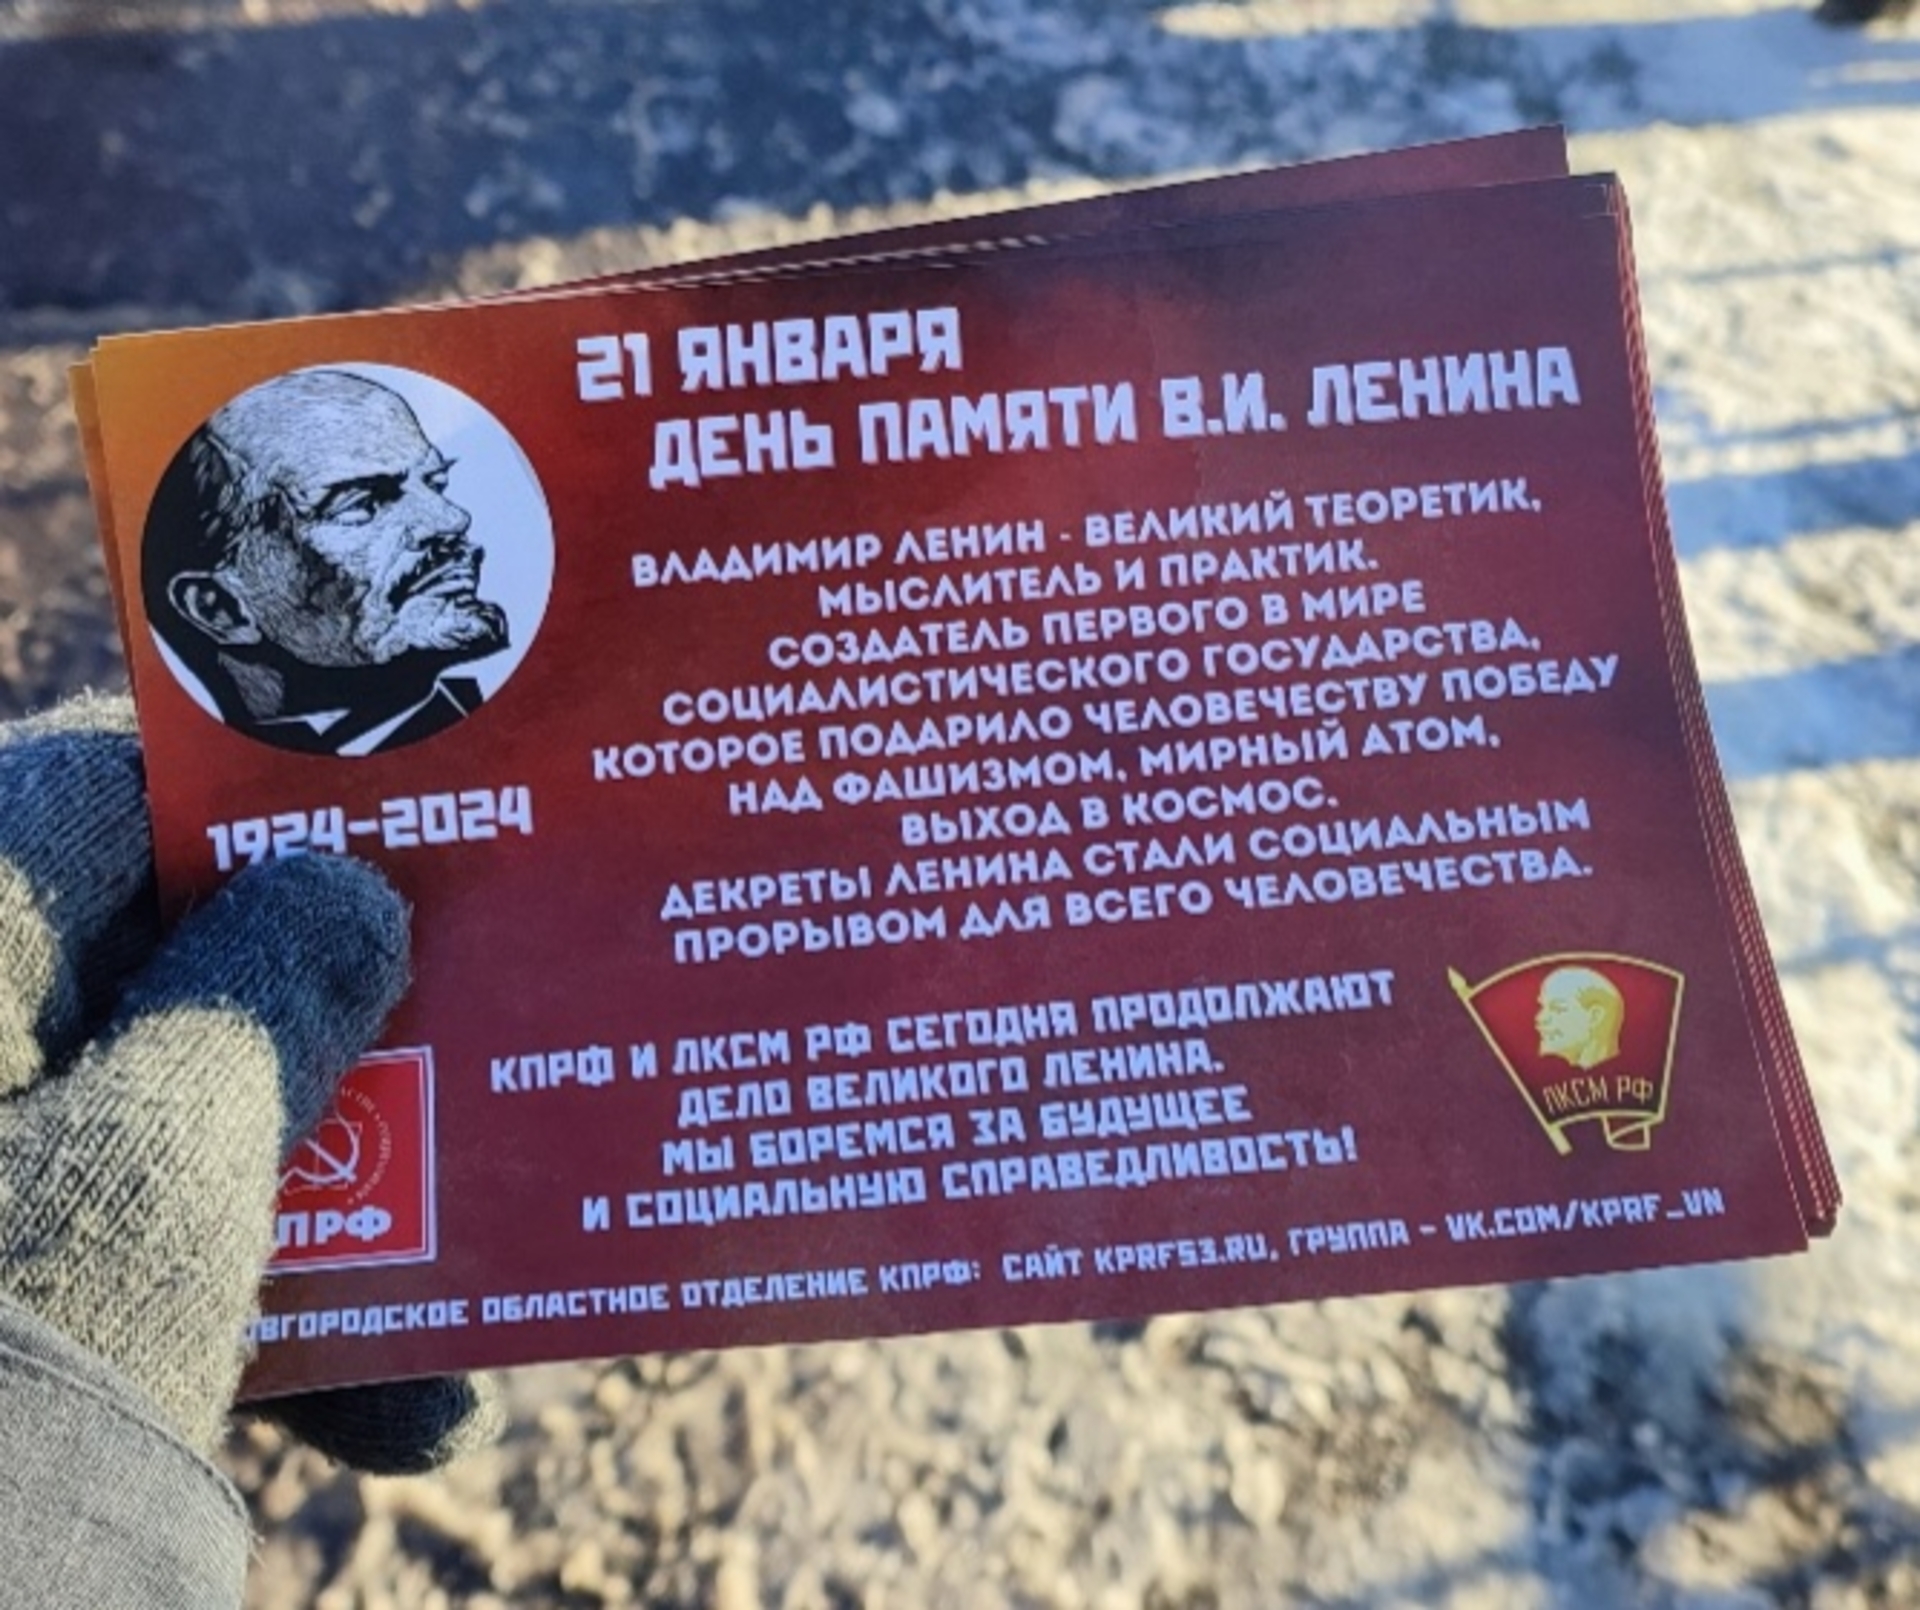 21 ЯНВАРЯ
ДЕНЬ ПАМЯТИ В.И. ЛЕНИНА
ВЛАДИМИР ЛЕНИН - ВЕЛИКИЙ ТЕОРЕТИК,
МЫСЛИТЕЛЬ И ПРАКТИК.
СОЗДАТЕЛЬ ПЕРВОГО В МИРЕ
СОЦИАЛИСТИЧЕСКОГО ГОСУДАРСТВА,
КОТОРОЕ ПОДАРИЛО ЧЕЛОВЕЧЕСТВУ ПОБЕДУ
НАД ФАШИЗМОМ, МИРНЫЙ АТОМ,
ВЫХОД В КОСМОС.
ДЕКРЕТЫ ЛЕНИНА СТАЛИ СОЦИАЛЬНЫМ
ПРОРЫВОМ ДЛЯ ВСЕГО ЧЕЛОВЕЧЕСТВА.
1924-2024
КПРФ И ЛКСМ РФ СЕГОДНЯ ПРОДОЛЖАЮТ
ДЕЛО ВЕЛИКОГО ЛЕНИНА.
МЫ БОРЕМСЯ ЗА БУДУЩЕЕ
И СОЦИАЛЬНУЮ СПРАВЕДЛИВОСТЬ!
ЛКСМ РФ
ПРФ
ОВГОРОДСКОЕ ОБЛАСТНОЕ ОТДЕЛЕНИЕ КПРФ: САЙТ KPRF53.RU, ГРУППА - VK.COM/KPRF_VN